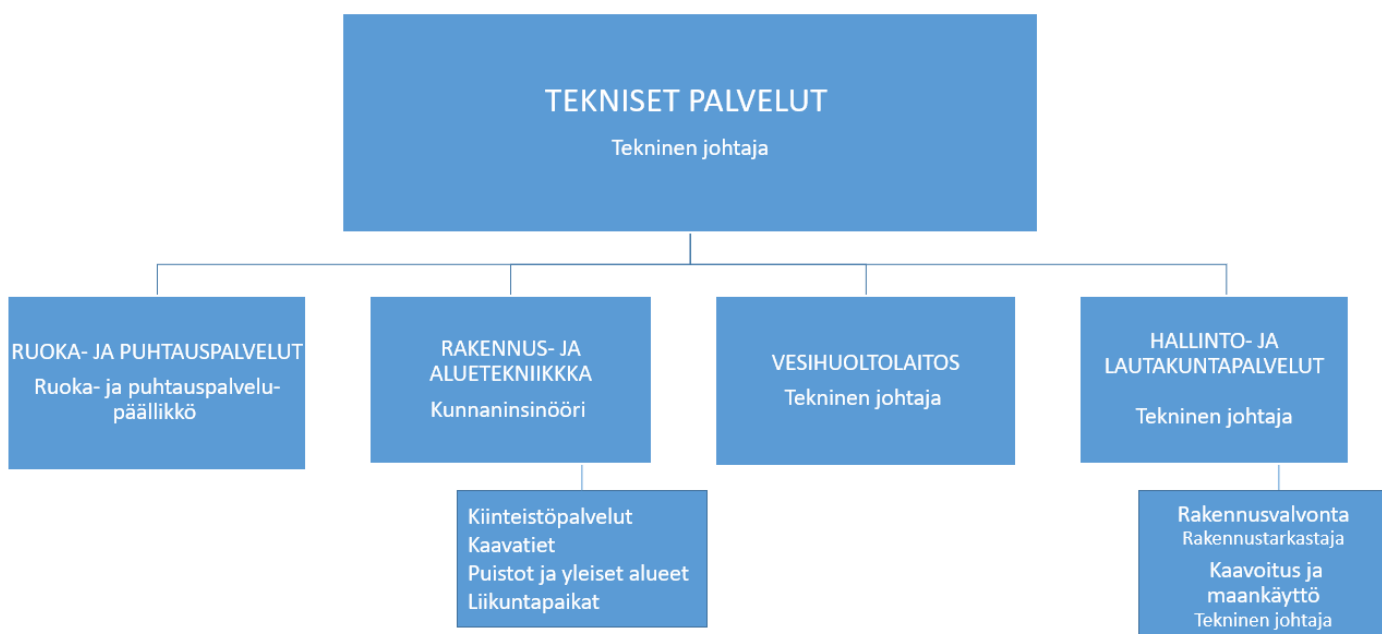 TEKNISET PALVELUT
Tekninen johtaja
RUOKA- JA PUHTAUSPALVELUT
Ruoka- ja puhtauspalvelu-
päällikkö
RAKENNUS- JA
ALUETEKNIIKKKA
Kunnaninsinööri
VESIHUOLTOLAITOS
Tekninen johtaja
HALLINTO- JA
LAUTAKUNTAPALVELUT
Tekninen johtaja
Kiinteistöpalvelut
Kaavatiet
Puistot ja yleiset alueet
Liikuntapaikat
Rakennusvalvonta
Rakennustarkastaja
Kaavoitus ja
maankäyttö
Tekninen johtaja